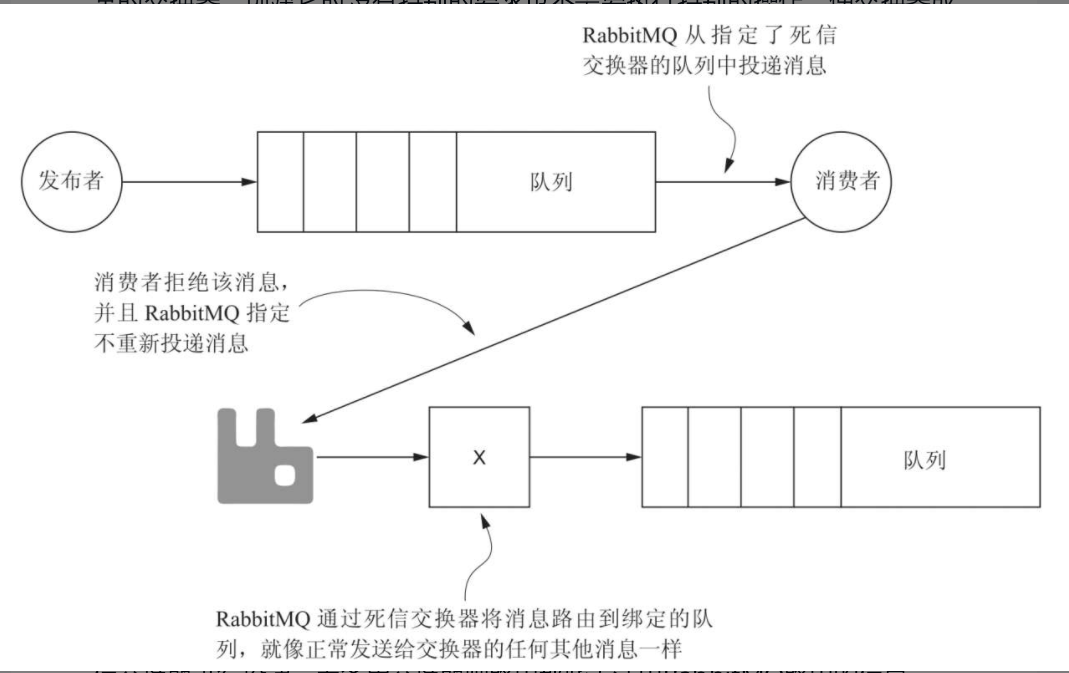 RabbitMQ 从指定了死信
交换器的队列中投递消息
发布者
队列
消费者
消费者拒绝该消息，
并且 RabbitMQ 指定
不重新投递消息
X
队列
RabbitMQ 通过死信交换器将消息路由到绑定的队
列，就像正常发送给交换器的任何其他消息一样